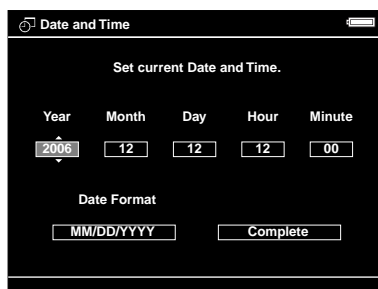 Date and Time
Set current Date and Time.
Year Month Day Hour Minute
2006 12 12 12 00
Date Format
MM/DD/YYYY Complete